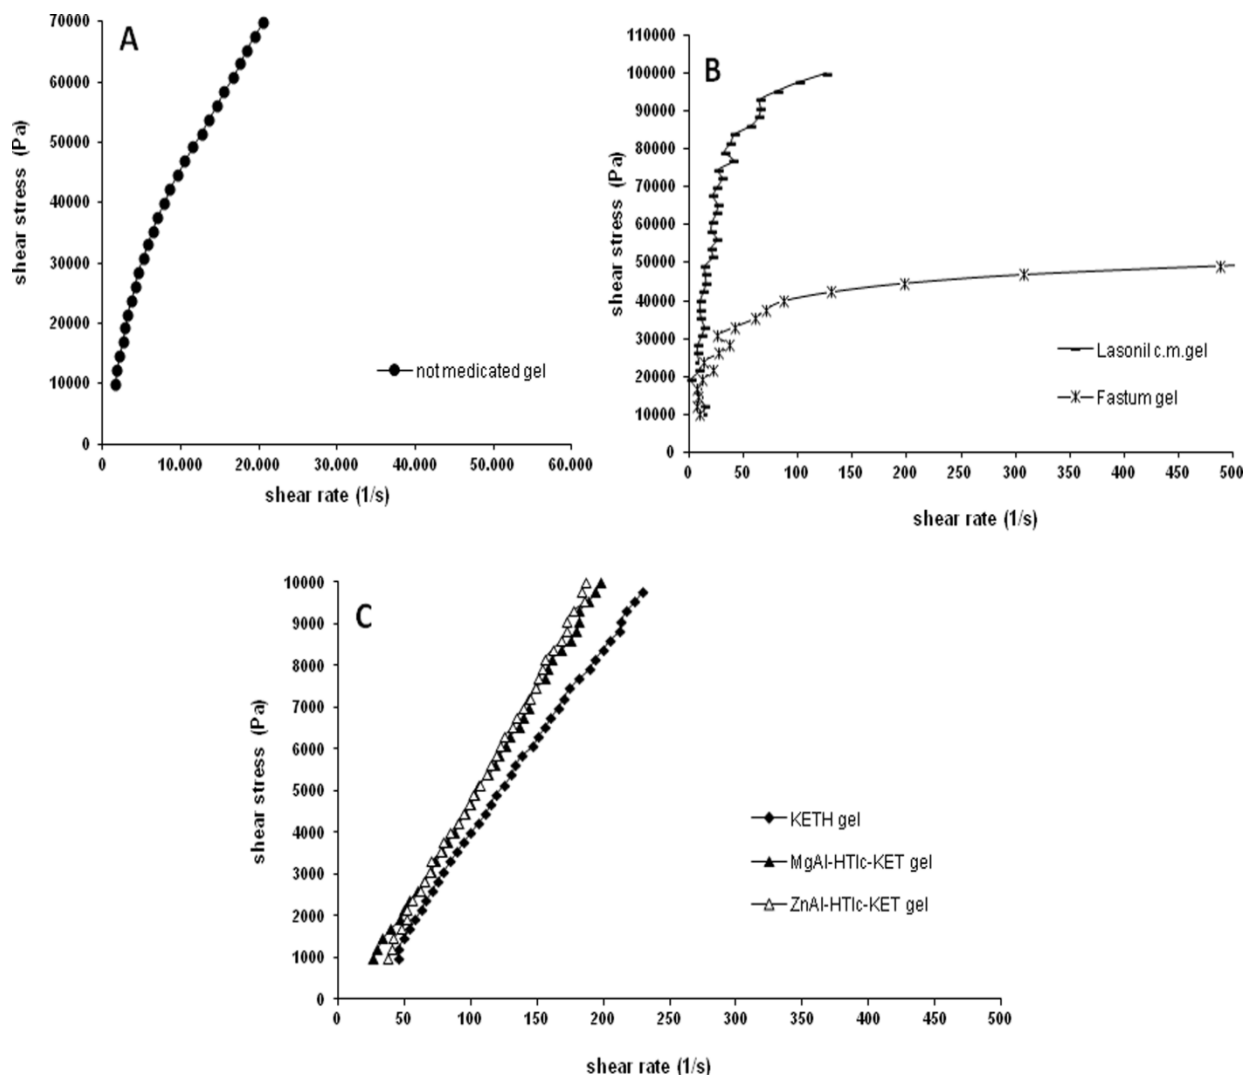 A
70000
60000
50000
40000
30000
20000
10000
0
shear stress (Pa)
not medicated gel
0 10.000 20.000 30.000 40.000 50.000 60.000
shear rate (1/s)
B
110000
100000
90000
80000
70000
60000
50000
40000
30000
20000
10000
0
shear stress (Pa)
Lasonil c.m.gel
Fastum gel
0 50 100 150 200 250 300 350 400 450 500
shear rate (1/s)
C
10000
9000
8000
7000
6000
5000
4000
3000
2000
1000
0
shear stress (Pa)
KETH gel
MgAl-HTlc-KET gel
ZnAl-HTlc-KET gel
0 50 100 150 200 250 300 350 400 450 500
shear rate (1/s)